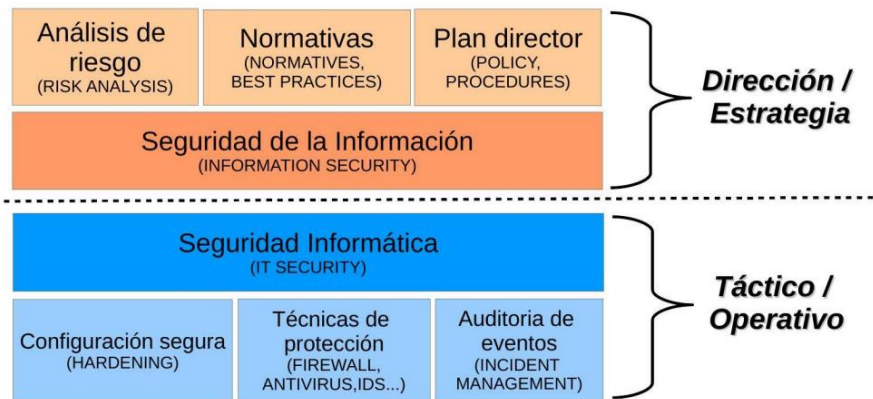 Análisis de
riesgo
(RISK ANALYSIS)
Normativas
(NORMATIVES,
BEST PRACTICES)
Plan director
(POLICY,
PROCEDURES)
Dirección /
Estrategia
Seguridad de la Información
(INFORMATION SECURITY)
Seguridad Informática
(IT SECURITY)
Configuración segura
(HARDENING)
Técnicas de
protección
(FIREWALL,
ANTIVIRUS,IDS...)
Auditoria de
eventos
(INCIDENT
MANAGEMENT)
Táctico /
Operativo